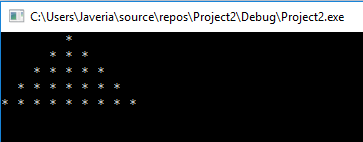 C:\Users\Javeria\source\repos\Project2\Debug\Project2.exe
        *
      * * *
    * * * * *
  * * * * * * *
* * * * * * * * *